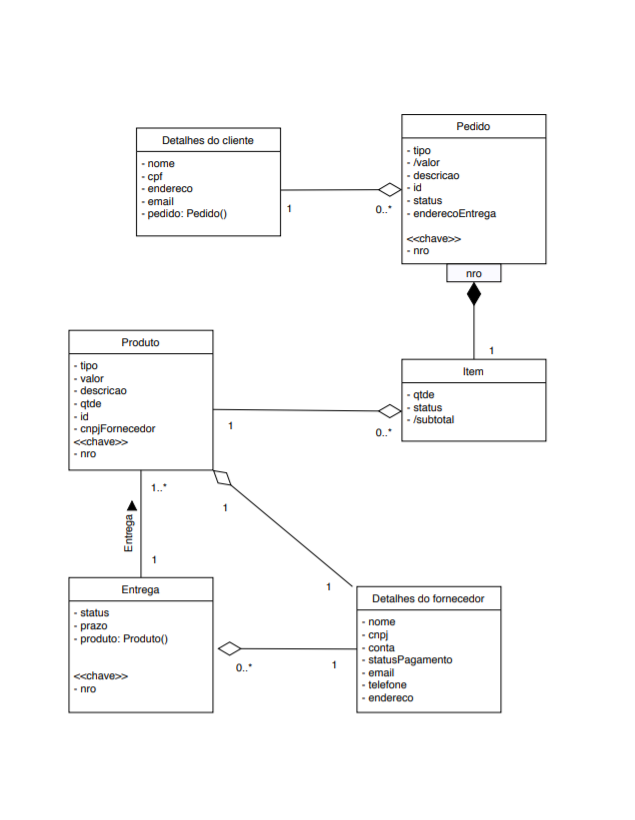 Pedido
- tipo
- /valor
- descricao
- id
- status
- enderecoEntrega
<<chave>>
- nro
nro
Detalhes do cliente
- nome
- cpf
- endereco
- email
- pedido: Pedido()
1
0..*
1
Produto
- tipo
- valor
- descricao
- qtde
- id
- cnpjFornecedor
<<chave>>
- nro
Item
- qtde
- status
- /subtotal
1
0..*
1..*
1
Entrega
1
1
Entrega
- status
- prazo
- produto: Produto()
<<chave>>
- nro
Detalhes do fornecedor
- nome
- cnpj
- conta
- statusPagamento
- email
- telefone
- endereco
0..*
1